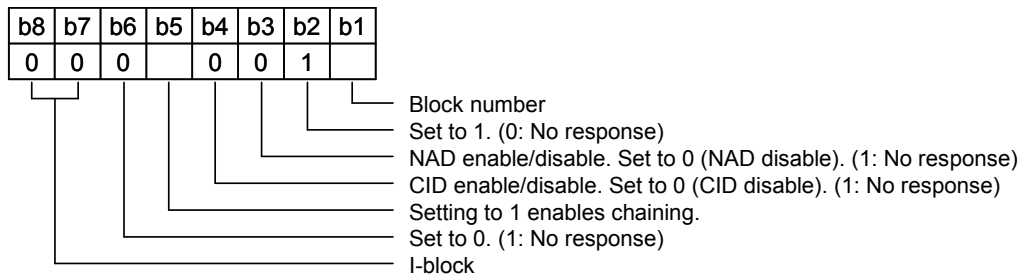 b8 b7 b6 b5 b4 b3 b2 b1
0 0 0 0 0 1
Block number
Set to 1. (0: No response)
NAD enable/disable. Set to 0 (NAD disable). (1: No response)
CID enable/disable. Set to 0 (CID disable). (1: No response)
Setting to 1 enables chaining.
Set to 0. (1: No response)
I-block